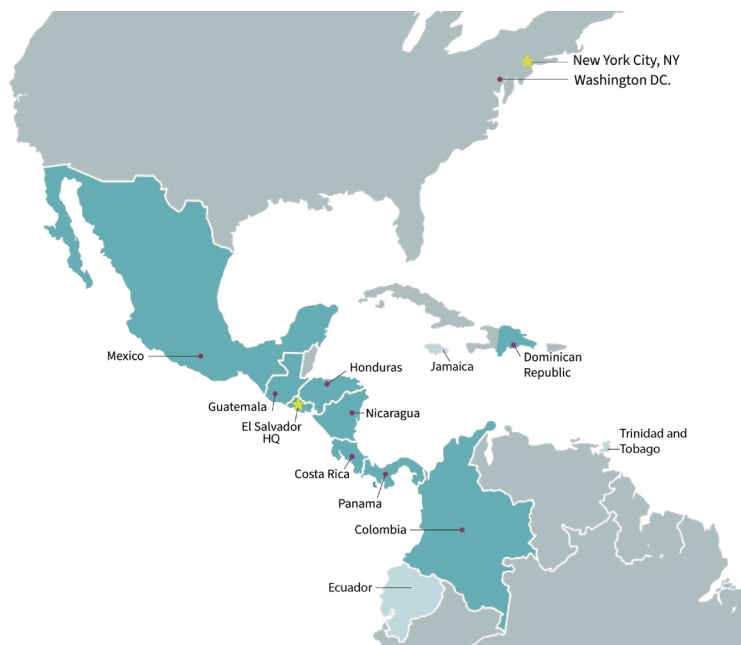 New York City, NY
Washington DC.
Mexico
Honduras
Jamaica
Dominican
Republic
Guatemala
Nicaragua
El Salvador
HQ
Trinidad and
Tobago
Costa Rica
Panama
Colombia
Ecuador